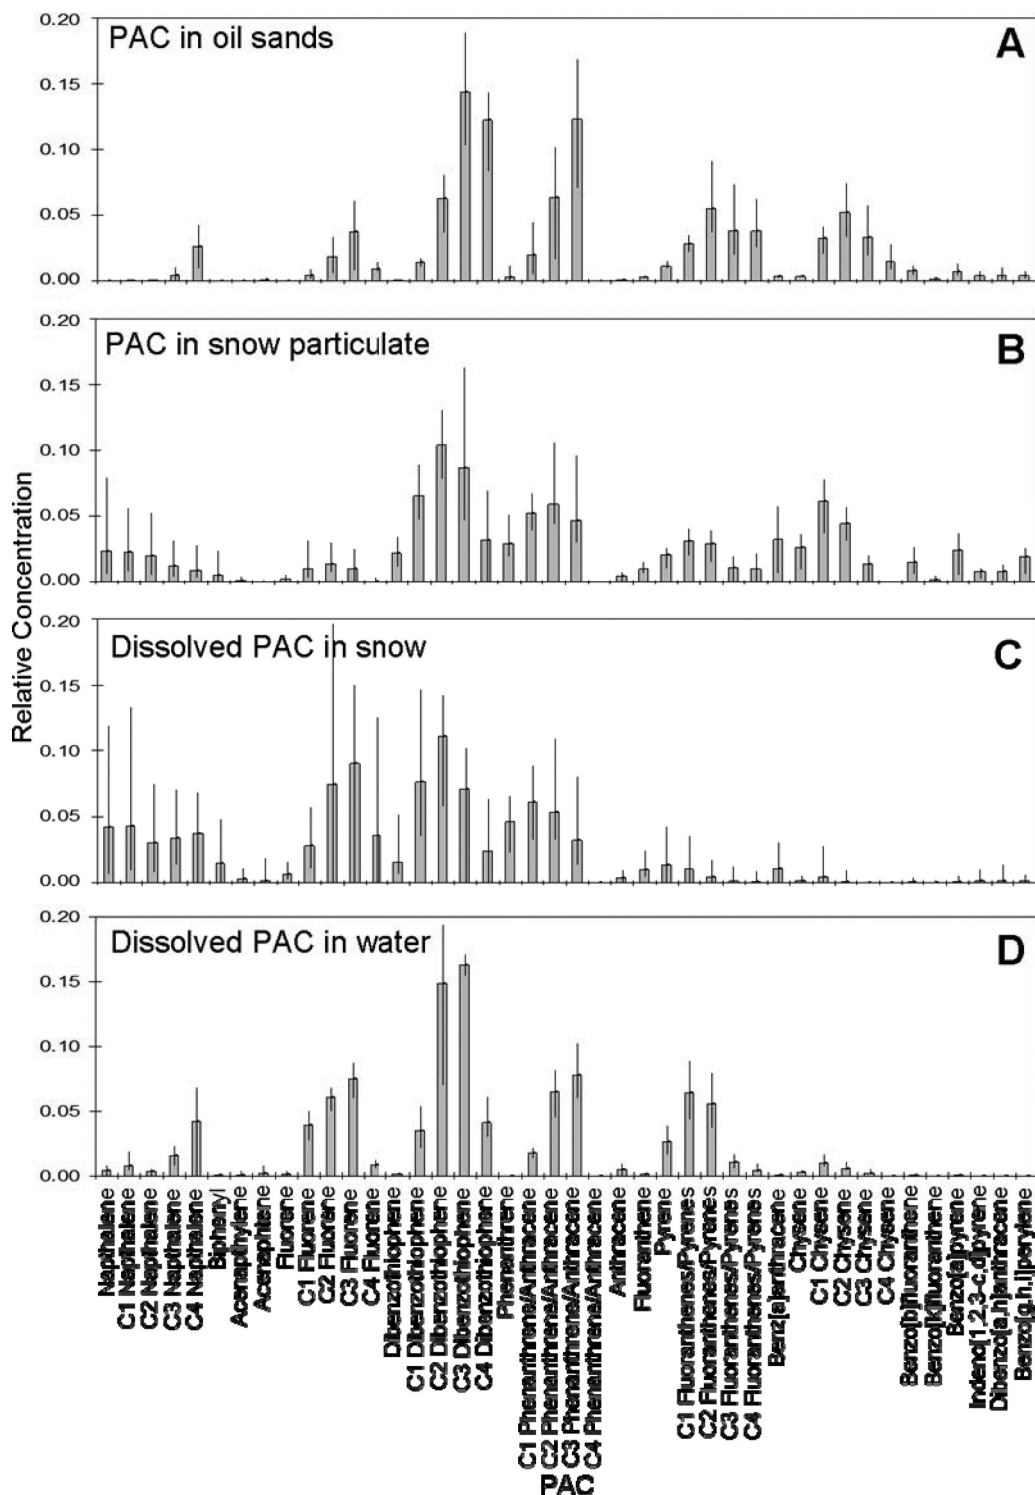 PAC in oil sands
A
0.20
0.15
0.10
0.05
0.00
PAC in snow particulate
B
0.20
0.15
0.10
0.05
0.00
Relative Concentration
Dissolved PAC in snow
C
0.20
0.15
0.10
0.05
0.00
Dissolved PAC in water
D
0.20
0.15
0.10
0.05
0.00
Napthalene
C1 Napthalene
C2 Napthalene
C3 Napthalene
C4 Napthalene
Biphenyl
Acenapthylene
Acenaphtene
Fluorene
C1 Fluorene
C2 Fluorene
C3 Fluorene
C4 Fluorene
Dibenzothiophene
C1 Dibenzothiophene
C2 Dibenzothiophene
C3 Dibenzothiophene
C4 Dibenzothiophene
Phenanthrene
C1 Phenanthrene/Anthracene
C2 Phenanthrene/Anthracene
C3 Phenanthrene/Anthracene
C4 Phenanthrene/Anthracene
Anthracene
Fluoranthene
Pyrene
C1 Fluoranthenes/Pyrenes
C2 Fluoranthenes/Pyrenes
C3 Fluoranthenes/Pyrenes
C4 Fluoranthenes/Pyrenes
Benz[a]anthracene
Chysene
C1 Chysene
C2 Chysene
C3 Chysene
C4 Chysene
Benzo[b]fluoranthene
Benzo[k]fluoranthene
Benzo[a]pyrene
Indeno[1,2,3-c,d]pyrene
Dibenzo[a,h]anthracene
Benzo[g,h,i]perylene
PAC